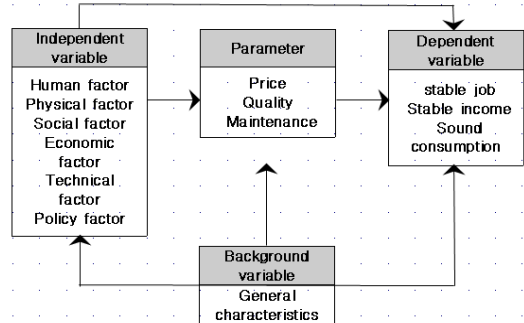 Independent
variable
Human factor
Physical factor
Social factor
Economic
factor
Technical
factor
Policy factor
Parameter
Price
Quality
Maintenance
Dependent
variable
stable job
Stable income
Sound
consumption
Background
variable
General
characteristics